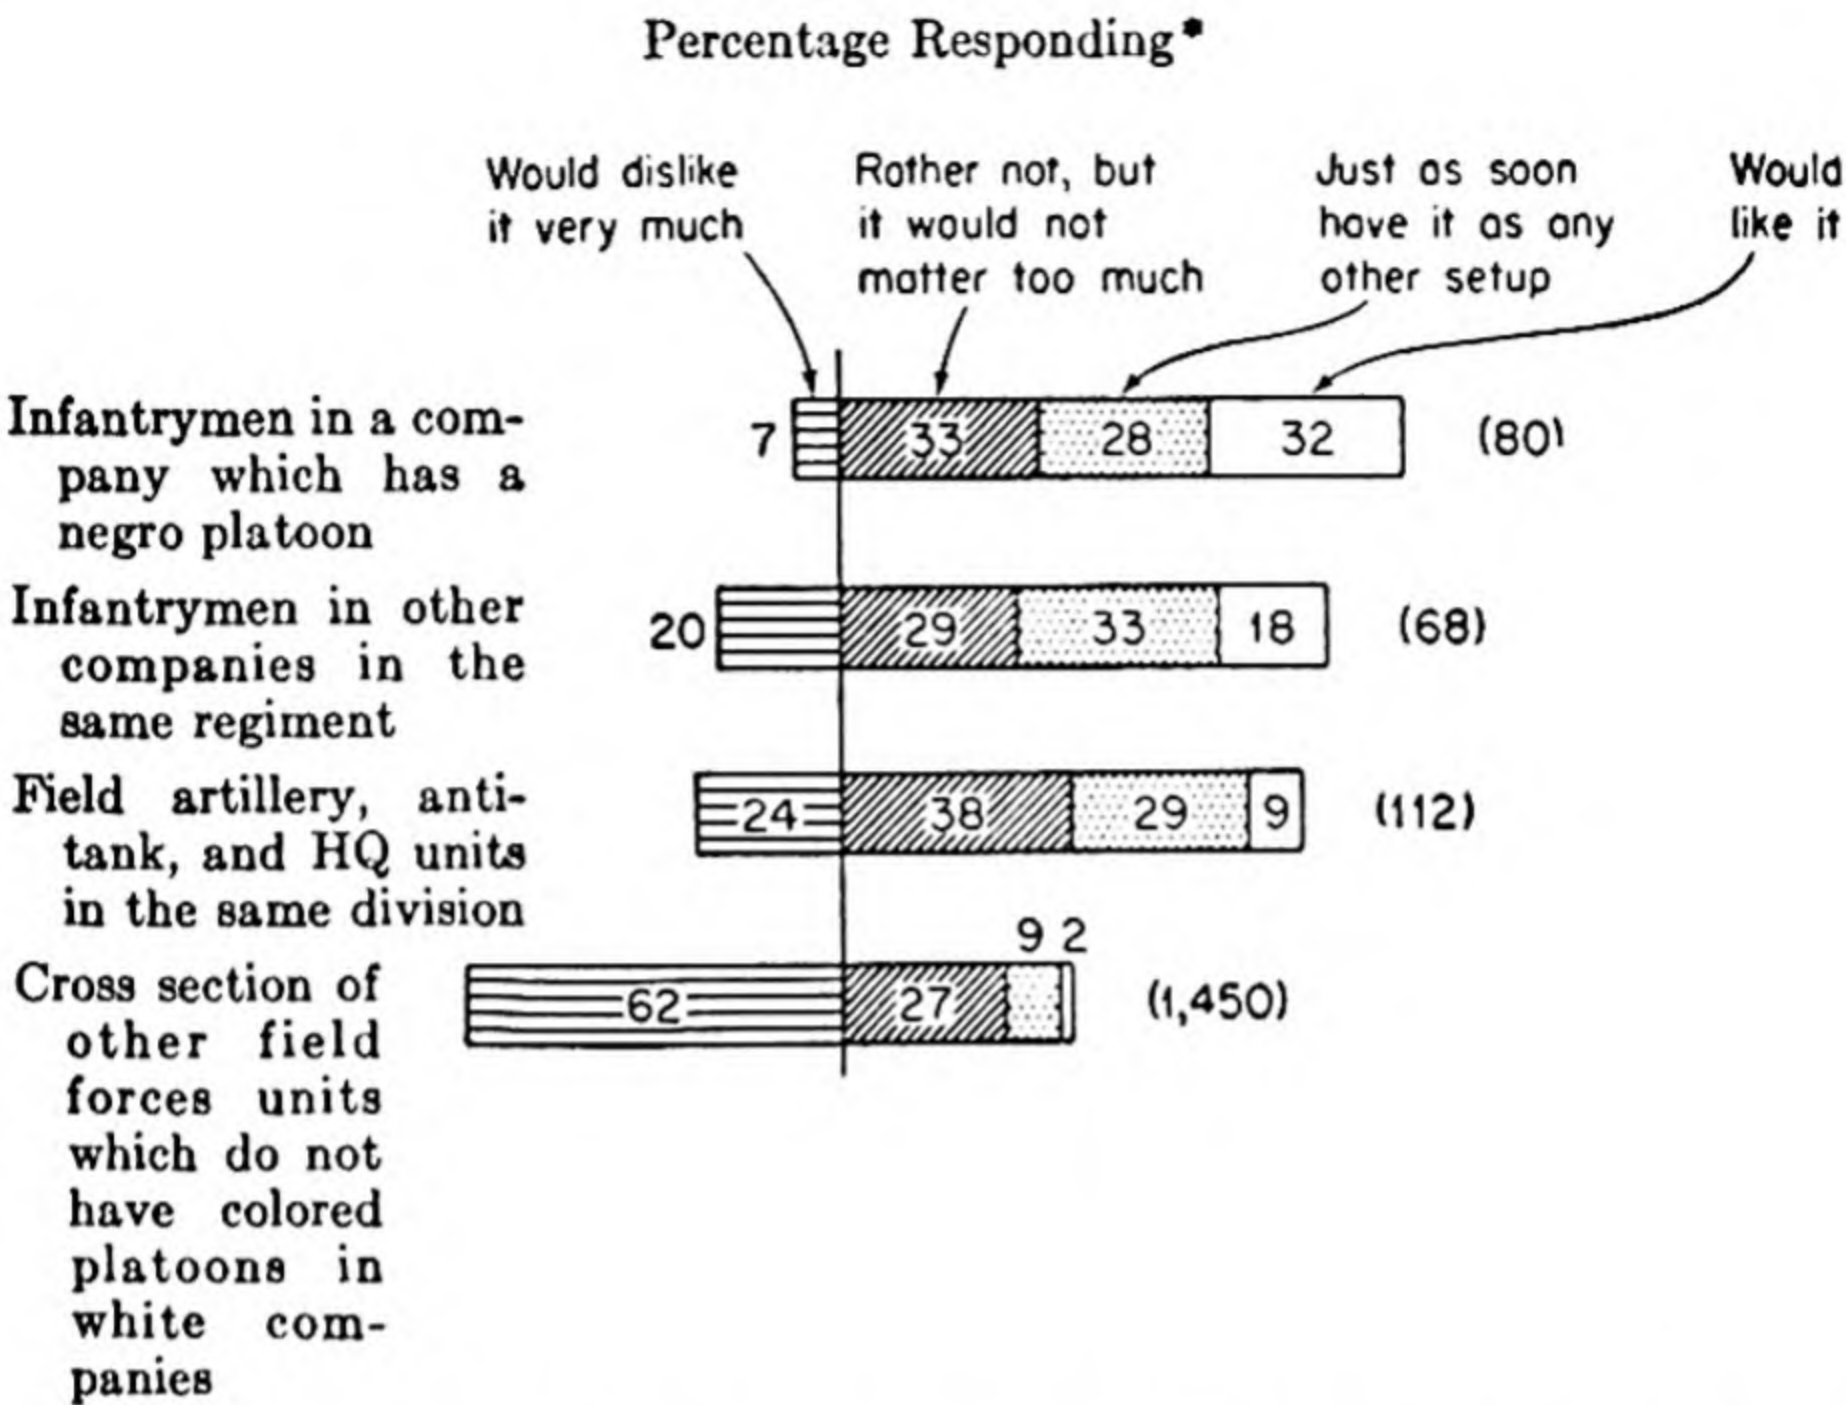 Percentage Responding*
Would dislike
it very much
Rather not, but
it would not
matter too much
Just as soon
have it as any
other setup
Would
like it
Infantrymen in a com-
pany which has a
negro platoon
7 33 28 32 (80)
Infantrymen in other
companies in the
same regiment
20 29 33 18 (68)
Field artillery, anti-
tank, and HQ units
in the same division
24 38 29 9 (112)
Cross section of
other field
forces units
which do not
have colored
platoons in
white com-
panies
9 2
62 27 (1,450)